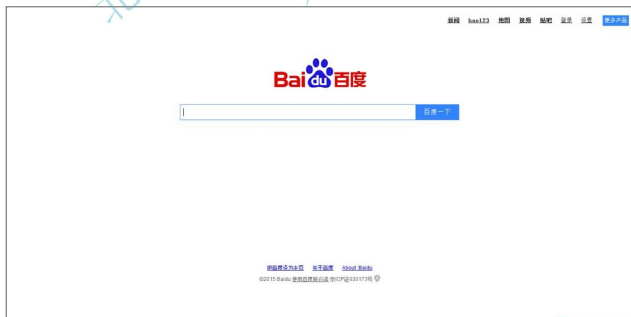 新闻 hao123 地图 视频 贴吧 登录 设置 更多产品
Bai du 百度
百度一下
把百度设为主页 关于百度 About Baidu
©2015 Baidu 使用百度前必读 京ICP证030173号